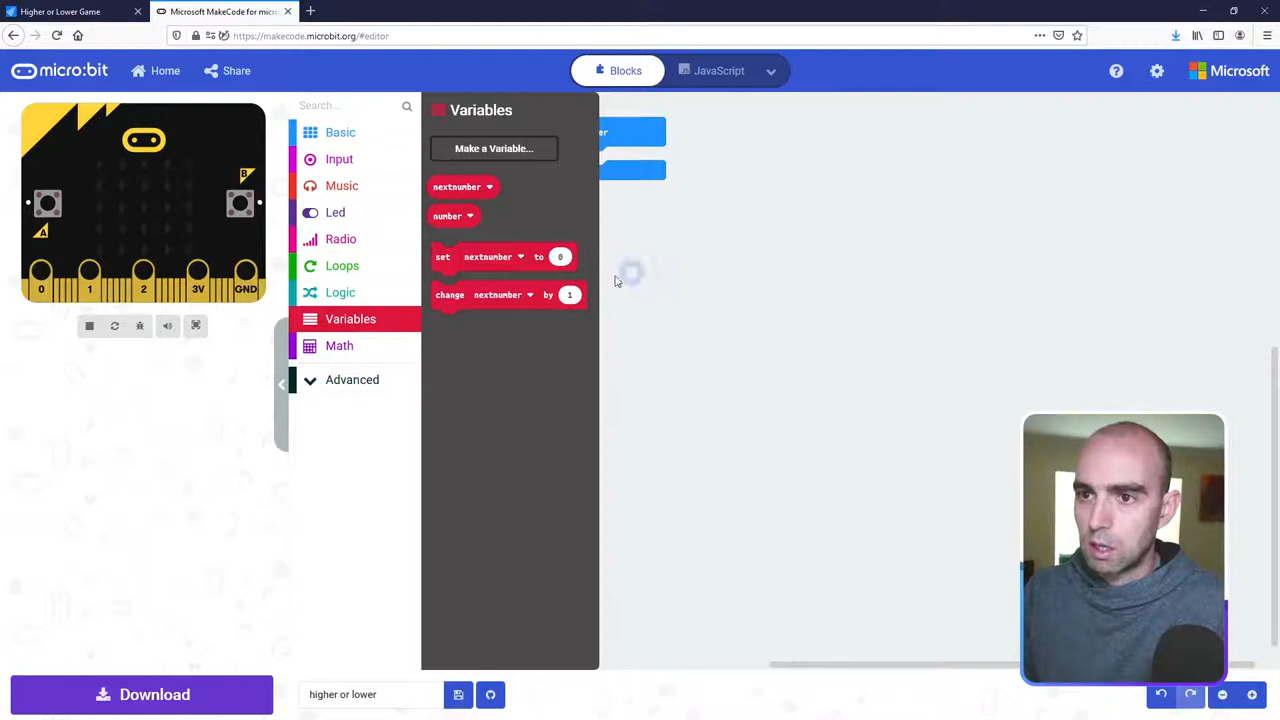 Higher or Lower Game
Microsoft MakeCode for micro:
https://makecode.microbit.org/#editor
micro:bit
Home
Share
Blocks
JavaScript
Microsoft
Search...
Basic
Input
Music
Led
Radio
Loops
Logic
Variables
Math
Advanced
Variables
Make a Variable...
nextnumber
number
set nextnumber to 0
change nextnumber by 1
er
A
B
0 1 2 3V GND
Download
higher or lower